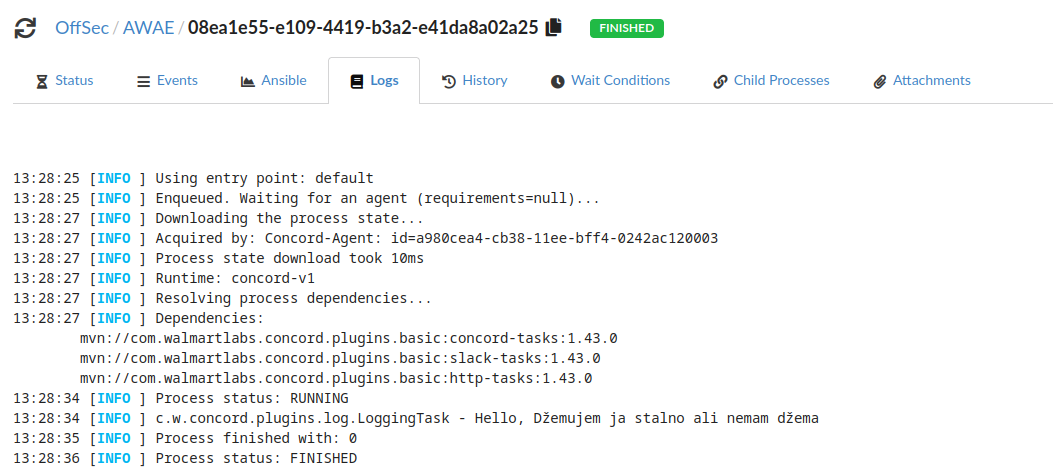 OffSec / AWAE / 08ea1e55-e109-4419-b3a2-e41da8a02a25 FINISHED
Status Events Ansible Logs History Wait Conditions Child Processes Attachments
13:28:25 [INFO ] Using entry point: default
13:28:25 [INFO ] Enqueued. Waiting for an agent (requirements=null)...
13:28:27 [INFO ] Downloading the process state...
13:28:27 [INFO ] Acquired by: Concord-Agent: id=a980cea4-cb38-11ee-bff4-0242ac120003
13:28:27 [INFO ] Process state download took 10ms
13:28:27 [INFO ] Runtime: concord-v1
13:28:27 [INFO ] Resolving process dependencies...
13:28:27 [INFO ] Dependencies:
mvn://com.walmartlabs.concord.plugins.basic:concord-tasks:1.43.0
mvn://com.walmartlabs.concord.plugins.basic:slack-tasks:1.43.0
mvn://com.walmartlabs.concord.plugins.basic:http-tasks:1.43.0
13:28:34 [INFO ] Process status: RUNNING
13:28:34 [INFO ] c.w.concord.plugins.log.LoggingTask - Hello, Džemujem ja stalno ali nemam džema
13:28:35 [INFO ] Process finished with: 0
13:28:36 [INFO ] Process status: FINISHED